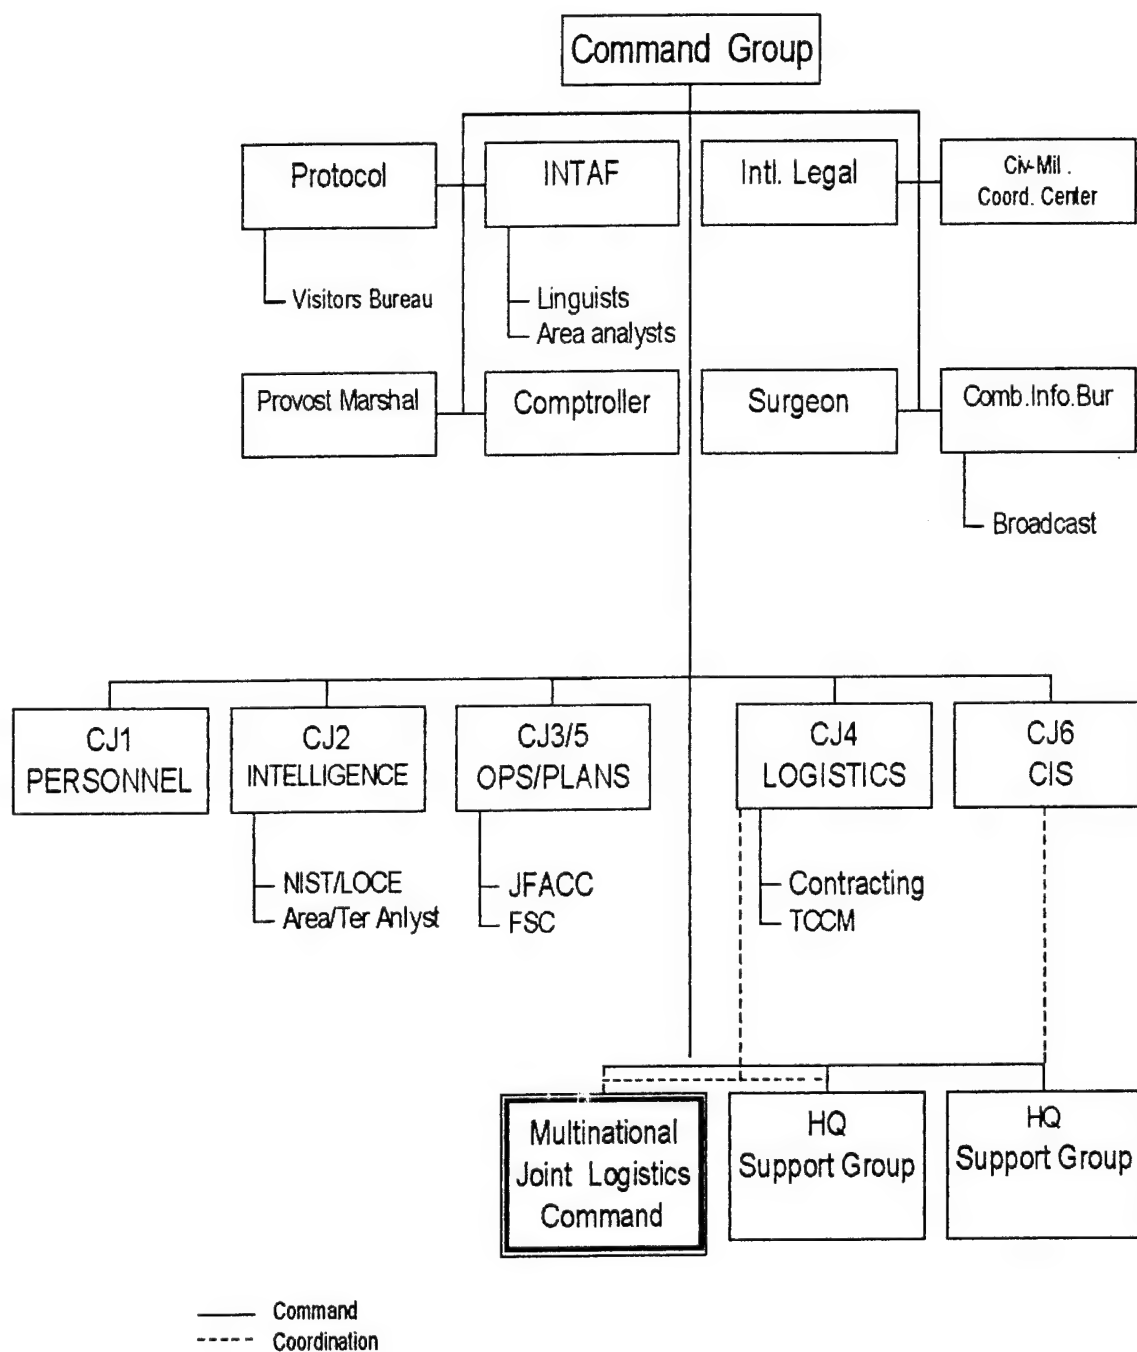 Command Group
Protocol
INTAF
Intl. Legal
Civ-Mil .
Coord. Center
Visitors Bureau
Linguists
Area analysts
Provost Marshal
Comptroller
Surgeon
Comb.Info.Bur
Broadcast
CJ1
PERSONNEL
CJ2
INTELLIGENCE
CJ3/5
OPS/PLANS
CJ4
LOGISTICS
CJ6
CIS
NIST/LOCE
Area/Ter Anlyst
JFACC
FSC
Contracting
TCCM
Multinational
Joint Logistics
Command
HQ
Support Group
HQ
Support Group
Command
Coordination